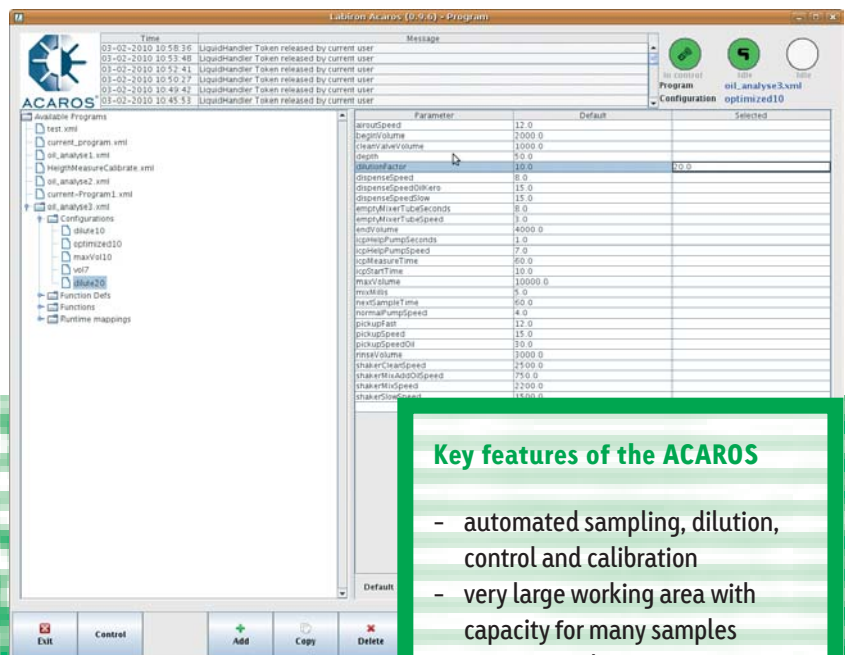 Labiron Acaros (0.9.6) - Program
ACAROS
Time Message
03-02-2010 10:58:36 LiquidHandler Token released by current user
03-02-2010 10:53:48 LiquidHandler Token released by current user
03-02-2010 10:52:41 LiquidHandler Token released by current user
03-02-2010 10:50:27 LiquidHandler Token released by current user
03-02-2010 10:49:42 LiquidHandler Token released by current user
03-02-2010 10:45:53 LiquidHandler Token released by current user
In control Idle Idle
Program oil_analyse3.xml
Configuration optimized10
Available Programs
test.xml
current_program.xml
oil_analyse1.xml
HeigthMeasureCalibrate.xml
oil_analyse2.xml
current-Program1.xml
oil_analyse3.xml
Configurations
dilute10
optimized10
maxVol10
vol7
dilute20
Function Defs
Functions
Runtime mappings
Parameter Default Selected
airoutSpeed 12.0
beginVolume 2000.0
cleanValveVolume 1000.0
depth 50.0
dilutionFactor 10.0 20.0
dispenseSpeed 8.0
dispenseSpeedOilKero 15.0
dispenseSpeedSlow 15.0
emptyMixerTubeSeconds 8.0
emptyMixerTubeSpeed 3.0
endVolume 4000.0
icpHelpPumpSeconds 1.0
icpHelpPumpSpeed 7.0
icpMeasureTime 60.0
icpStartTime 10.0
maxVolume 10000.0
mixMillis 5.0
nextSampleTime 60.0
normalPumpSpeed 4.0
pickupFast 12.0
pickupSpeed 15.0
pickupSpeedOil 30.0
rinseVolume 3000.0
shakerCleanSpeed 2500.0
shakerMixAddOilSpeed 750.0
shakerMixSpeed 2200.0
shakerSlowSpeed 1500.0
Default
Exit Control Add Copy Delete
Key features of the ACAROS
- automated sampling, dilution,
control and calibration
- very large working area with
capacity for many samples